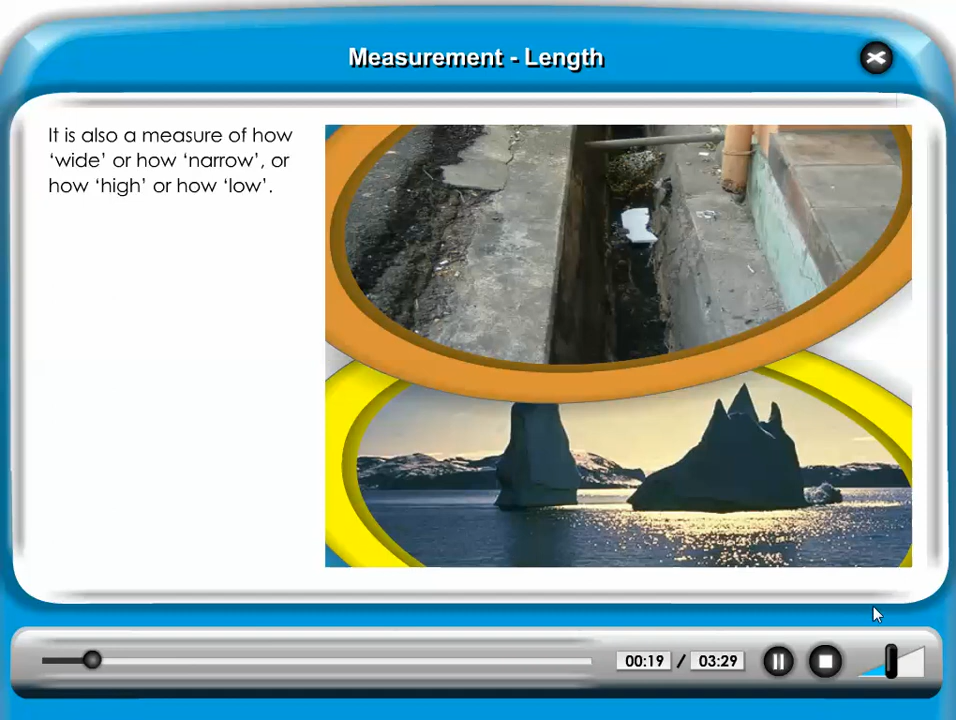 Measurement - Length
It is also a measure of how
‘wide’ or how ‘narrow’, or
how ‘high’ or how ‘low’.
00:19 / 03:29